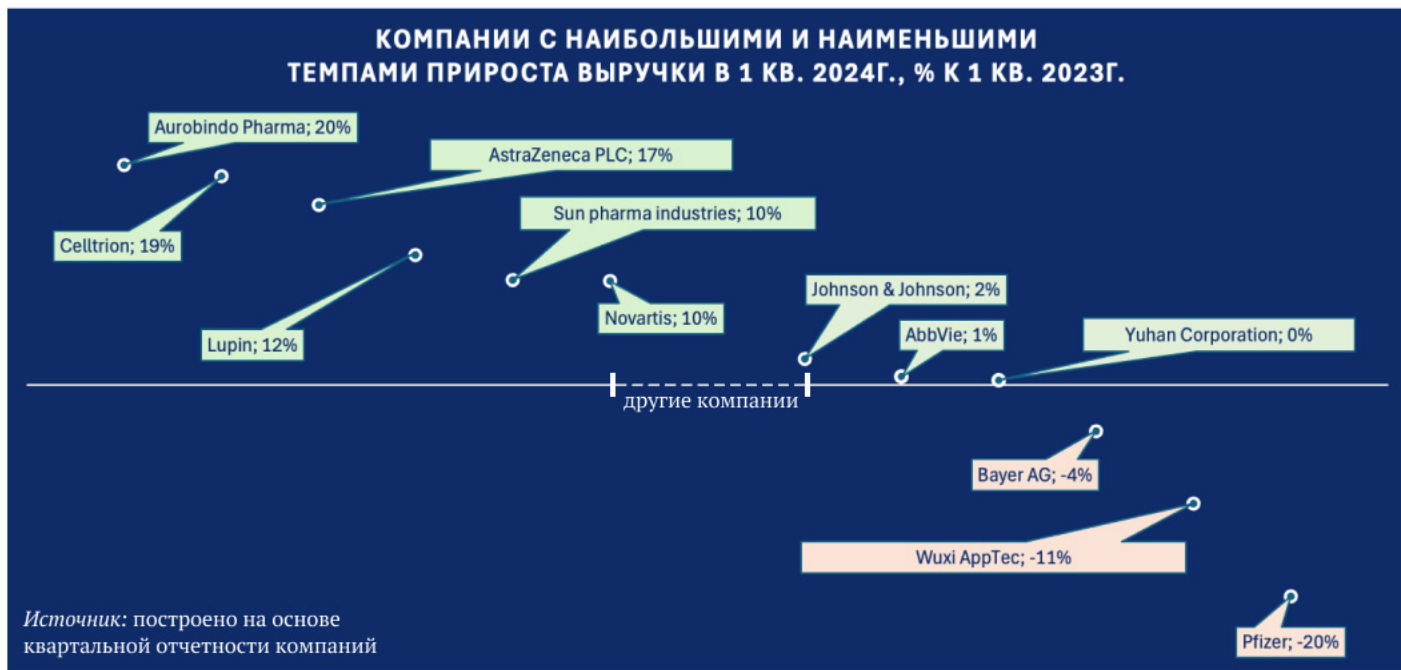 КОМПАНИИ С НАИБОЛЬШИМИ И НАИМЕНЬШИМИ
ТЕМПАМИ ПРИРОСТА ВЫРУЧКИ В 1 КВ. 2024Г., % К 1 КВ. 2023Г.
Aurobindo Pharma; 20%
AstraZeneca PLC; 17%
Sun pharma industries; 10%
Celltrion; 19%
Johnson & Johnson; 2%
Novartis; 10%
Lupin; 12%
AbbVie; 1%
Yuhan Corporation; 0%
другие компании
Bayer AG; -4%
Wuxi AppTec; -11%
Источник: построено на основе
квартальной отчетности компаний
Pfizer; -20%